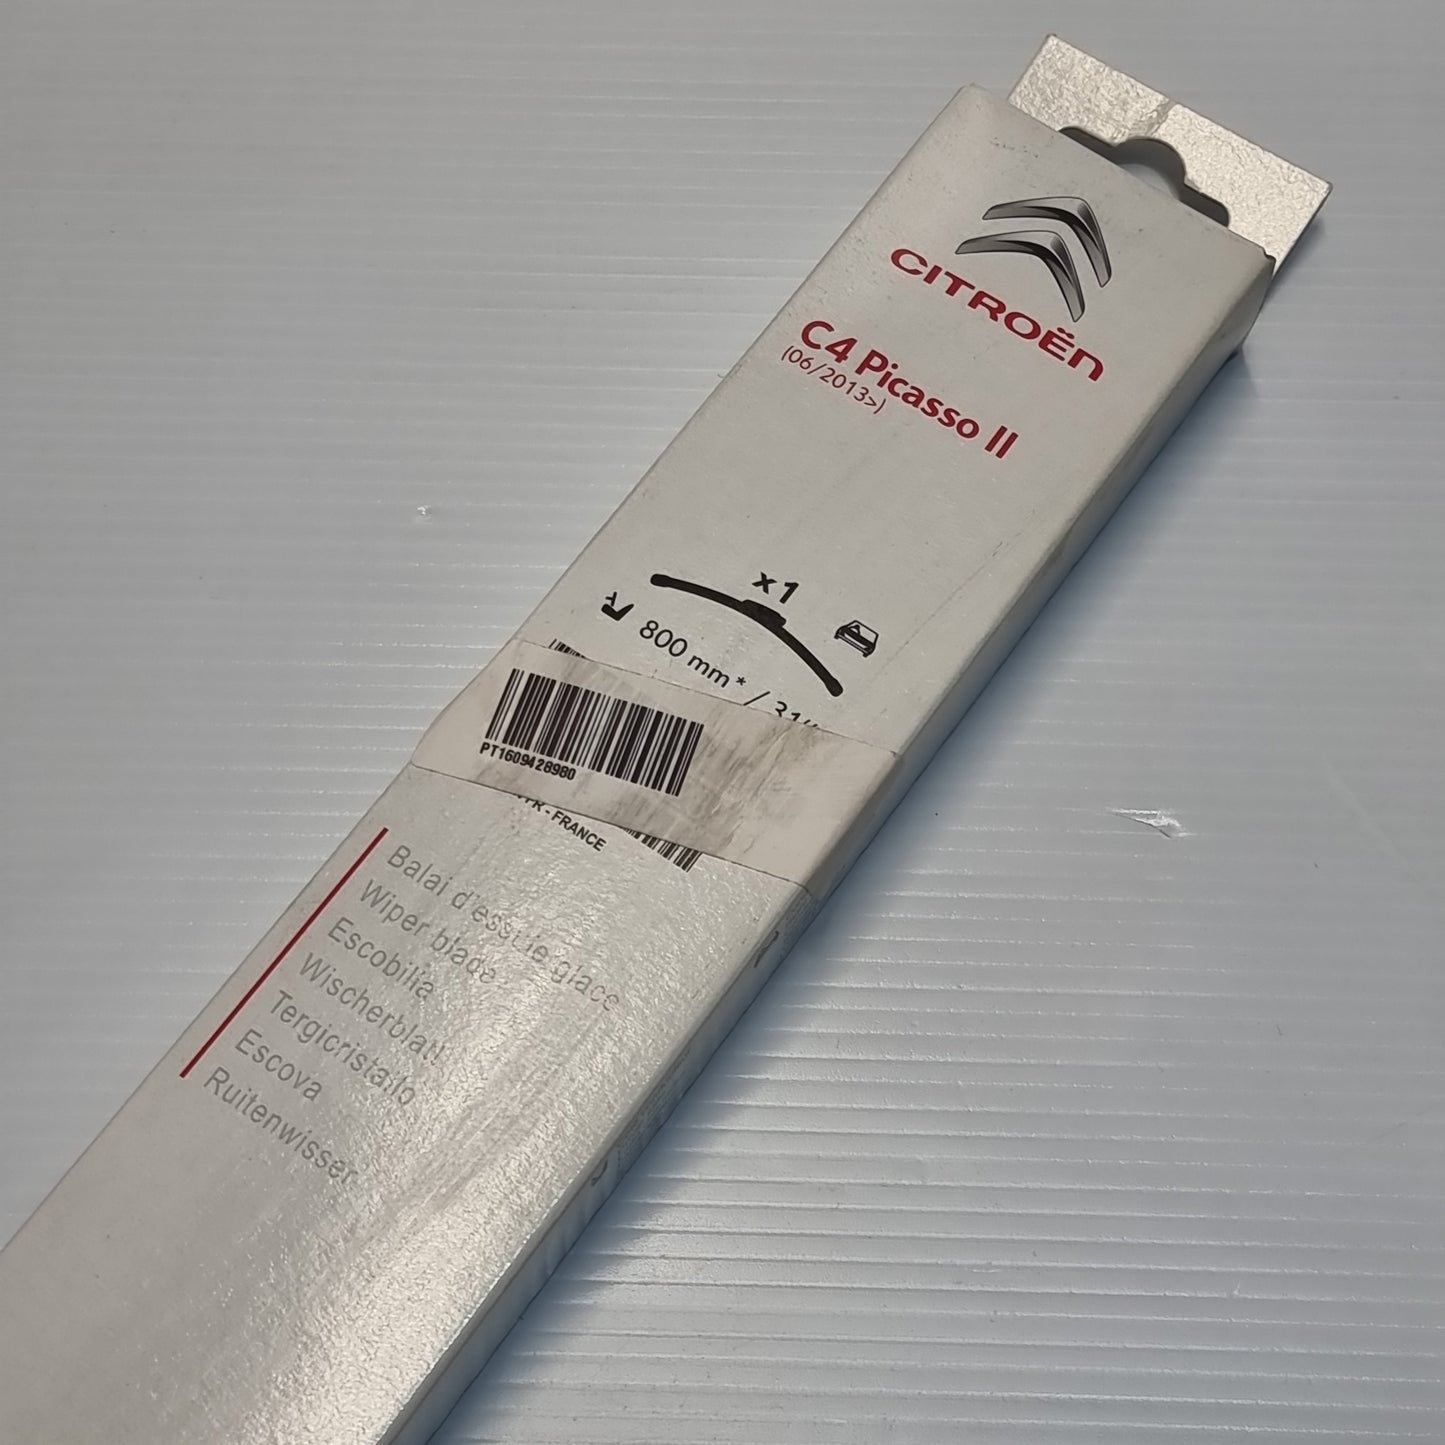 CITROËN
C4 Picasso II
(06/2013>)
x1
800 mm* / 31"
PT1609428980
- FRANCE
Balai d'essuie glace
Wiper blade
Escobilla
Wischerblatt
Tergicristallo
Escova
Ruitenwisser